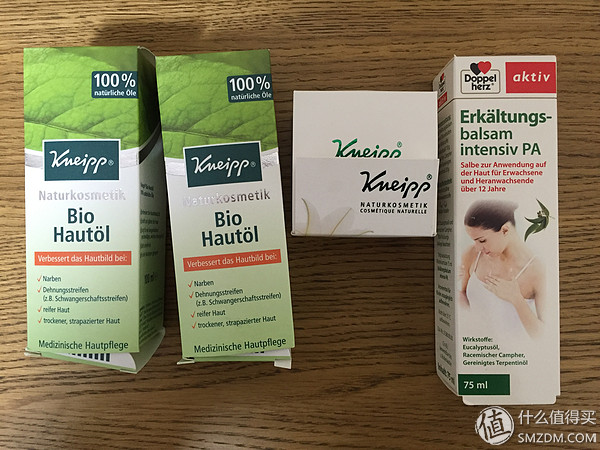 100%
natürliche Öle
Kneipp®
Naturkosmetik
Bio
Hautöl
Verbessert das Hautbild bei:
✓ Narben
✓ Dehnungsstreifen
(z.B. Schwangerschaftsstreifen)
✓ reifer Haut
✓ trockener, strapazierter Haut
Medizinische Hautpflege
100%
natürliche Öle
Kneipp®
Naturkosmetik
Bio
Hautöl
Verbessert das Hautbild bei:
✓ Narben
✓ Dehnungsstreifen
(z.B. Schwangerschaftsstreifen)
✓ reifer Haut
✓ trockener, strapazierter Haut
Medizinische Hautpflege
Kneipp®
Kneipp®
NATURKOSMETIK
COSMÉTIQUE NATURELLE
Doppel
herz®
aktiv
Erkältungs-
balsam
intensiv PA
Salbe zur Anwendung auf
der Haut für Erwachsene
und Heranwachsende
über 12 Jahre
Wirkstoffe:
Eucalyptusöl,
Racemischer Campher,
Gereinigtes Terpentinöl
75 ml
值 什么值得买
SMZDM.COM